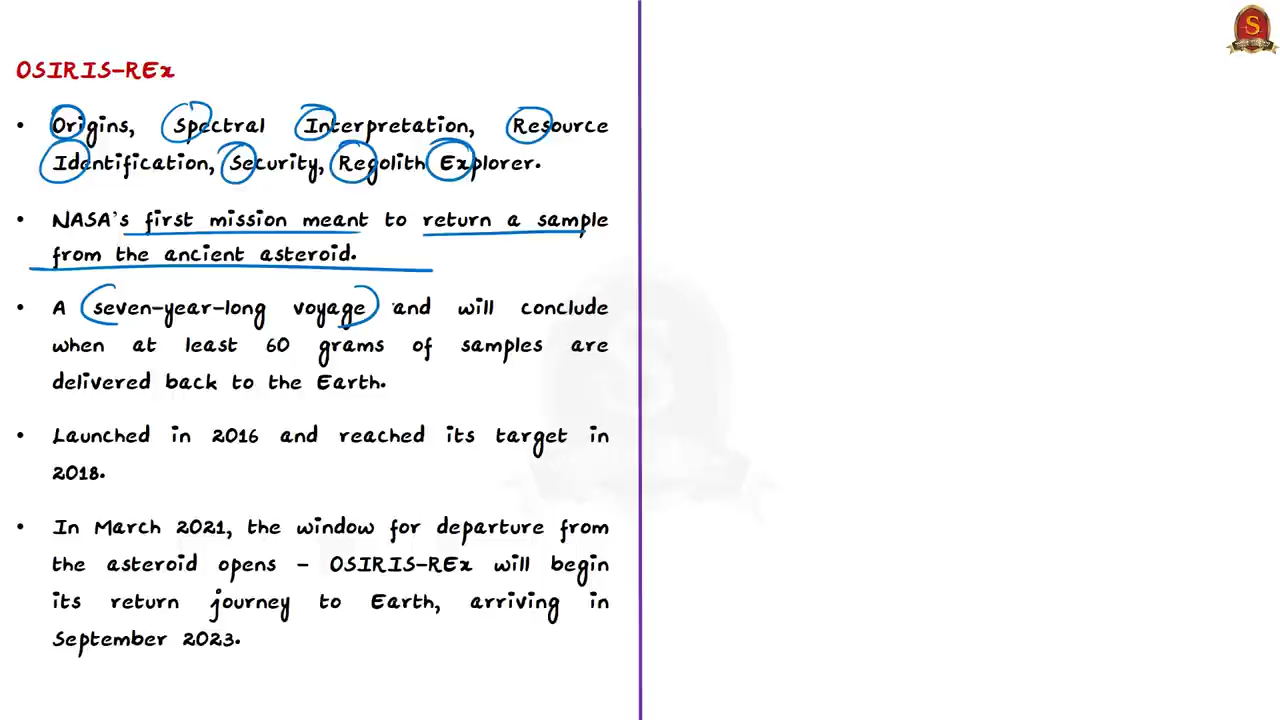 OSIRIS-REx
• Origins, Spectral Interpretation, Resource
Identification, Security, Regolith Explorer.
• NASA's first mission meant to return a sample
from the ancient asteroid.
• A seven-year-long voyage and will conclude
when at least 60 grams of samples are
delivered back to the Earth.
• Launched in 2016 and reached its target in
2018.
• In March 2021, the window for departure from
the asteroid opens - OSIRIS-REx will begin
its return journey to Earth, arriving in
September 2023.
S